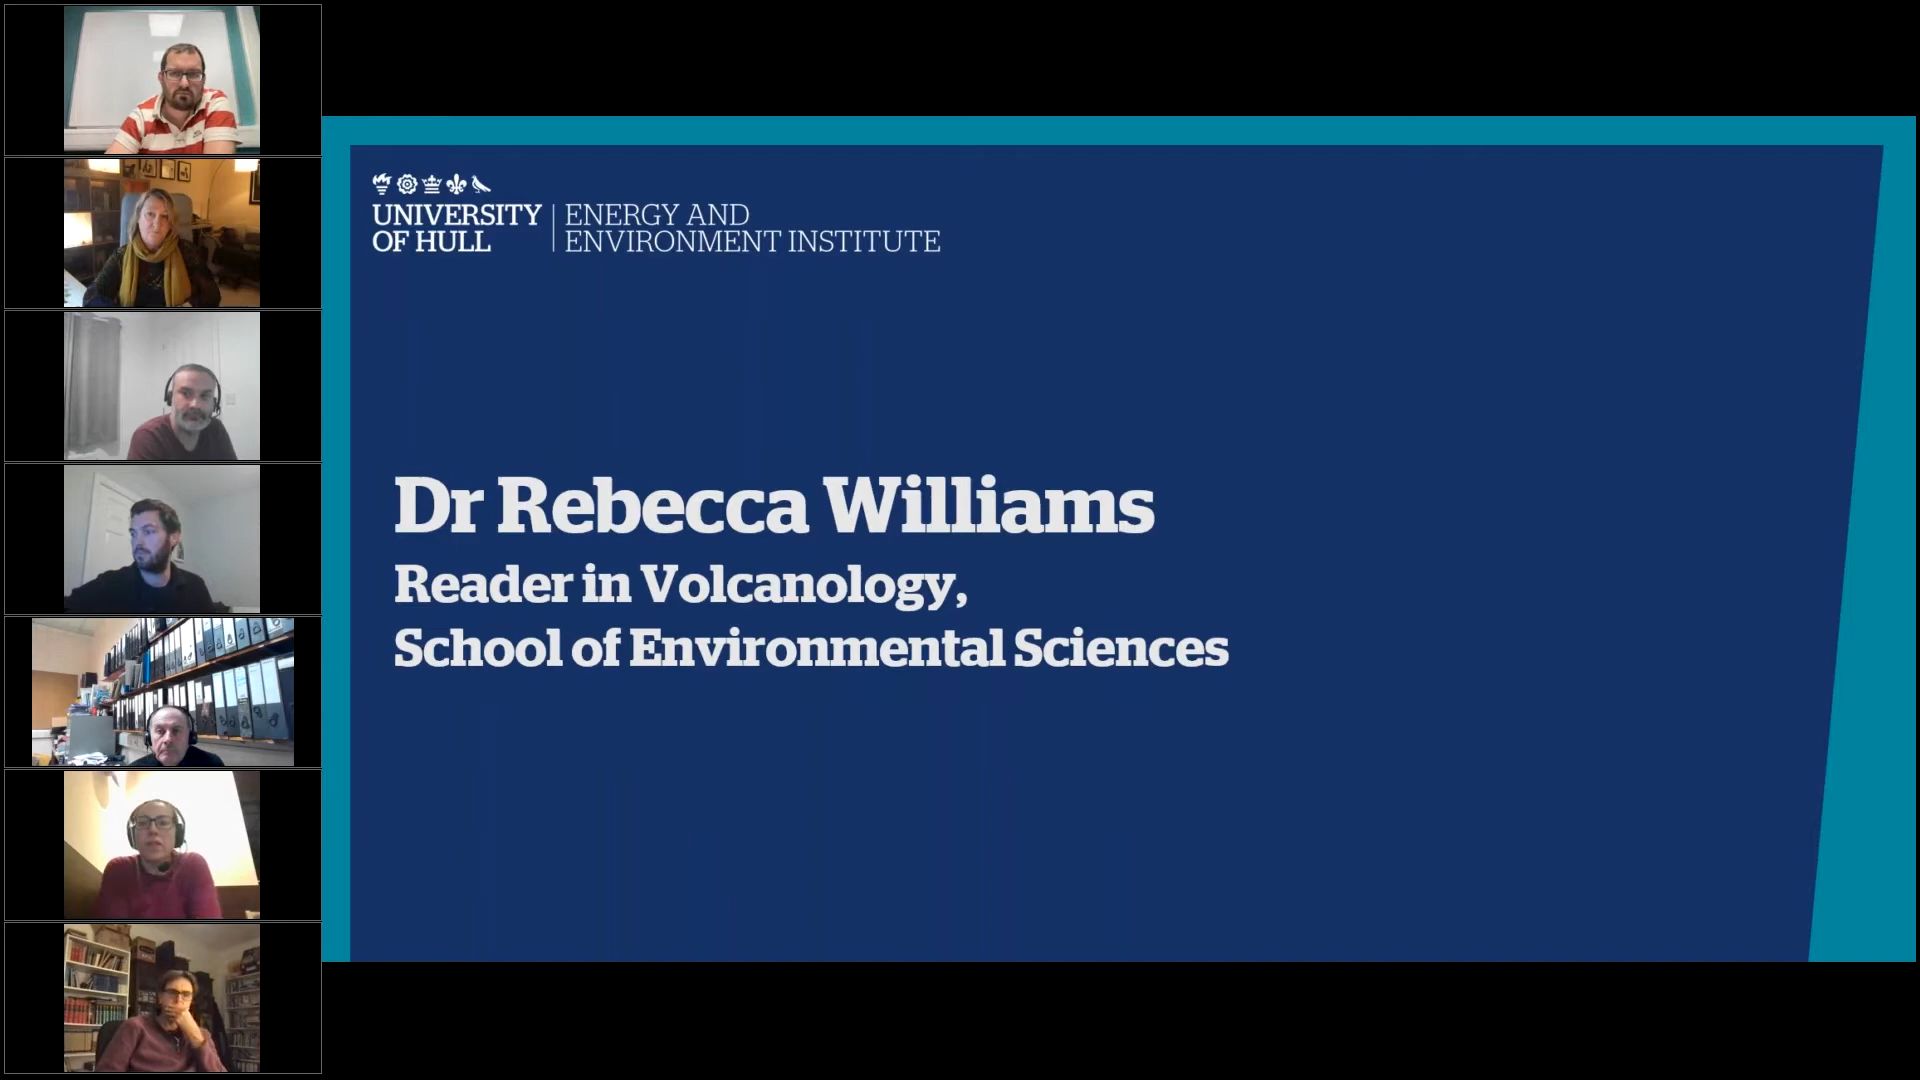 UNIVERSITY
OF HULL
ENERGY AND
ENVIRONMENT INSTITUTE
Dr Rebecca Williams
Reader in Volcanology,
School of Environmental Sciences